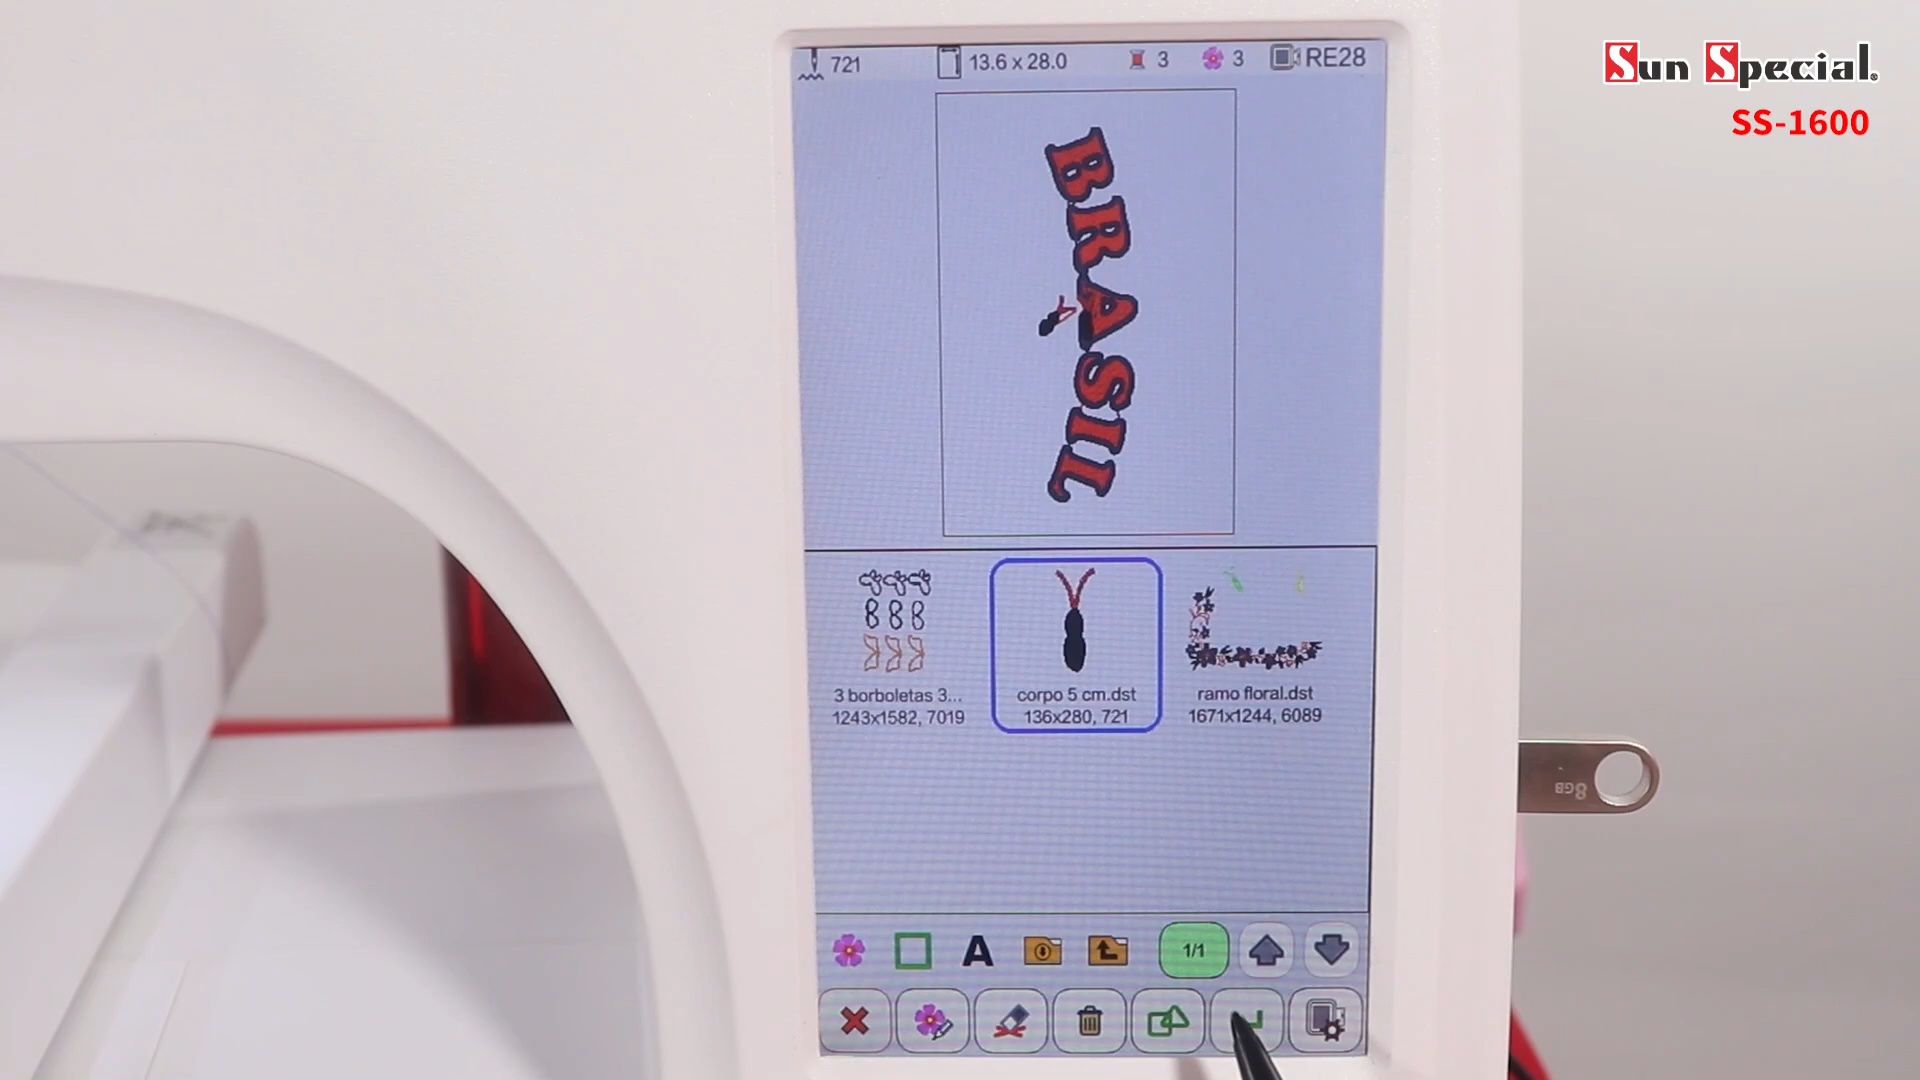 721 13.6 x 28.0 3 3 RE28
Sun Special®
SS-1600
BRASIL
3 borboletas 3...
1243x1582, 7019
corpo 5 cm.dst
136x280, 721
ramo floral.dst
1671x1244, 6089
8GB
A 1/1